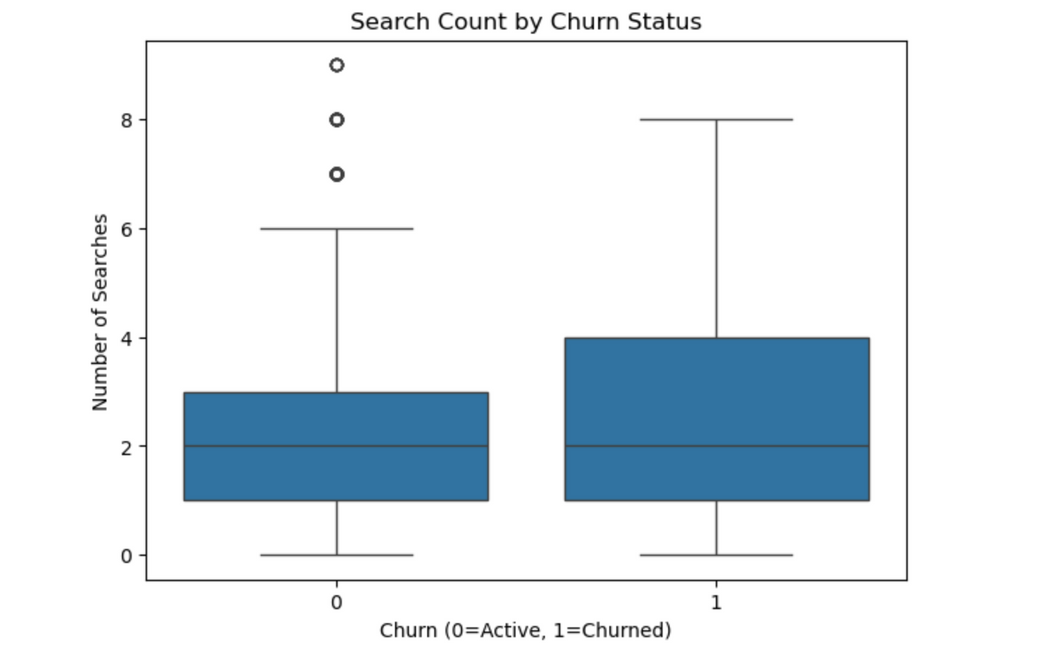 Search Count by Churn Status
Number of Searches
8
6
4
2
0
0 1
Churn (0=Active, 1=Churned)